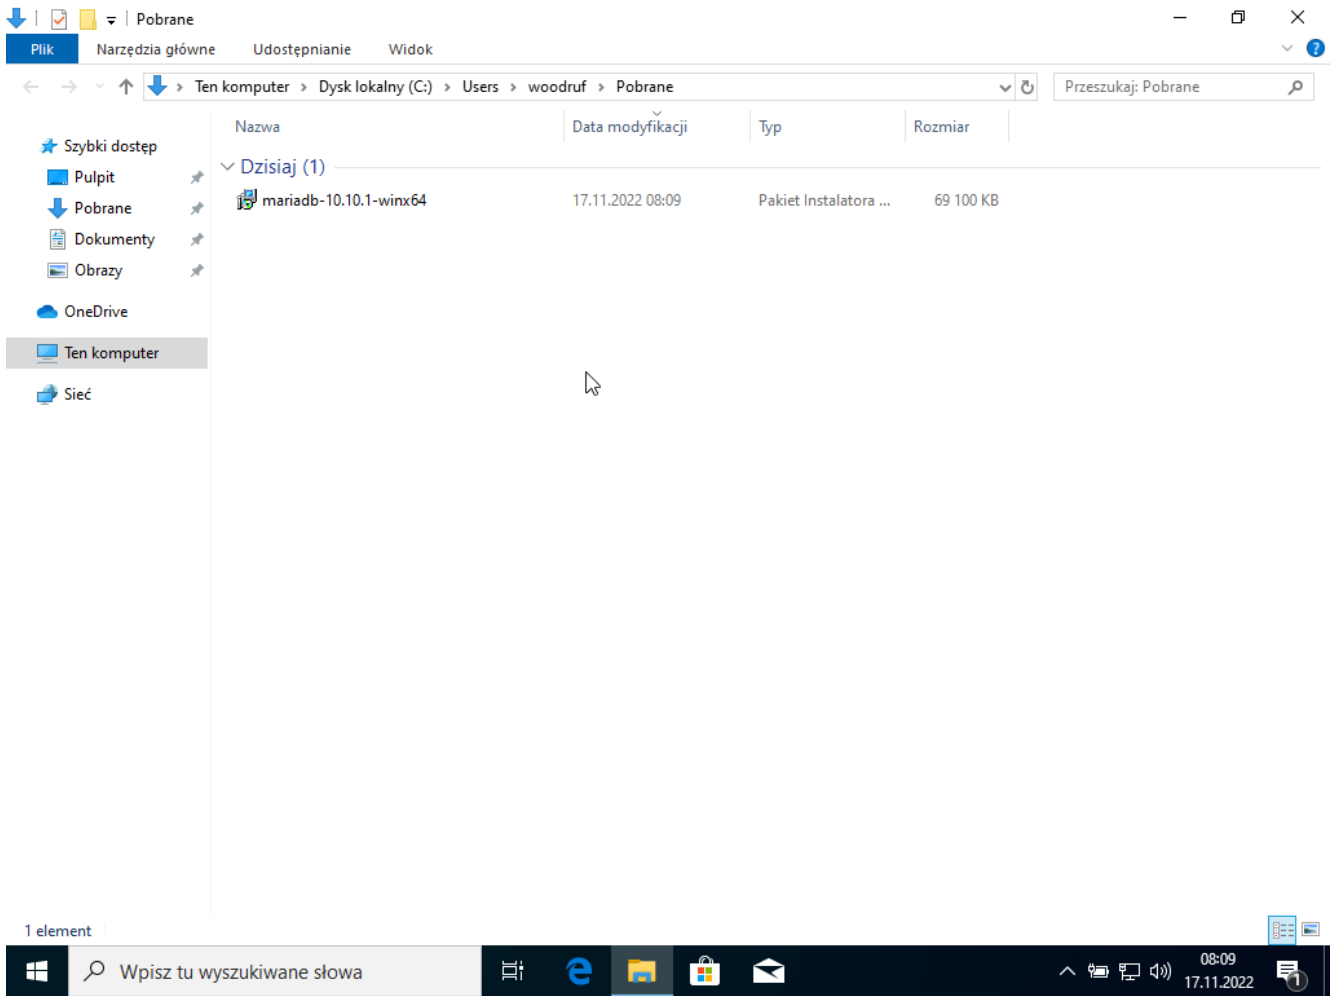 Pobrane
Plik Narzędzia główne Udostępnianie Widok
Ten komputer Dysk lokalny (C:) Users woodruf Pobrane Przeszukaj: Pobrane
Nazwa Data modyfikacji Typ Rozmiar
Szybki dostęp
Pulpit
Pobrane
Dokumenty
Obrazy
OneDrive
Ten komputer
Sieć
Dzisiaj (1)
mariadb-10.10.1-winx64 17.11.2022 08:09 Pakiet Instalatora ... 69 100 KB
1 element
Wpisz tu wyszukiwane słowa
08:09
17.11.2022
1